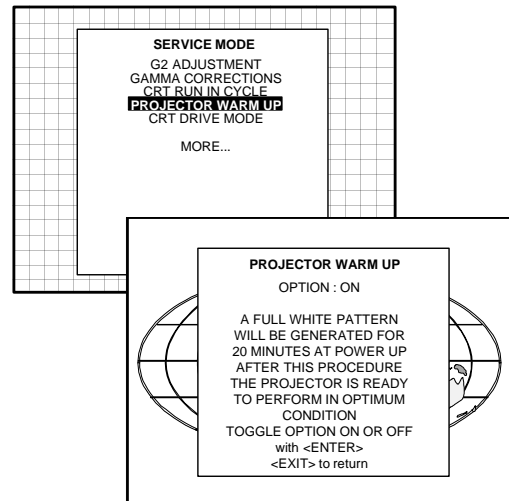 SERVICE MODE
G2 ADJUSTMENT
GAMMA CORRECTIONS
CRT RUN IN CYCLE
PROJECTOR WARM UP
CRT DRIVE MODE
MORE...
PROJECTOR WARM UP
OPTION : ON
A FULL WHITE PATTERN
WILL BE GENERATED FOR
20 MINUTES AT POWER UP
AFTER THIS PROCEDURE
THE PROJECTOR IS READY
TO PERFORM IN OPTIMUM
CONDITION
TOGGLE OPTION ON OR OFF
with <ENTER>
<EXIT> to return